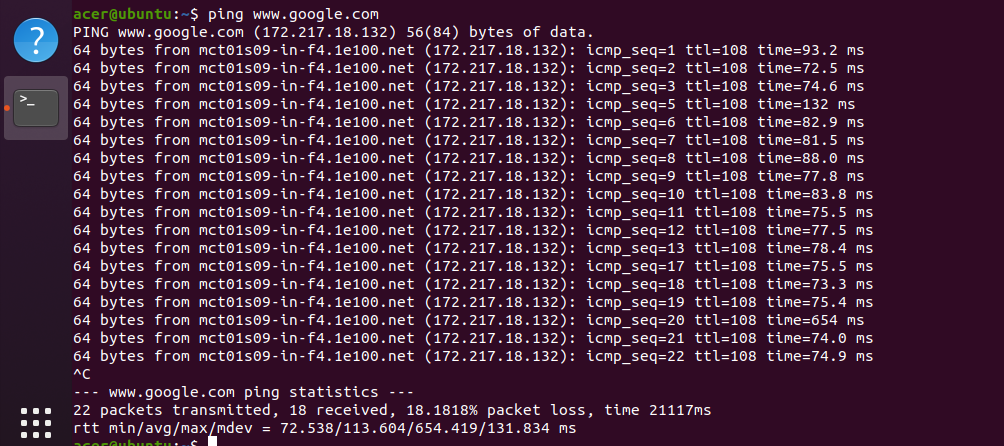 ?
>_
acer@ubuntu:~$ ping www.google.com
PING www.google.com (172.217.18.132) 56(84) bytes of data.
64 bytes from mct01s09-in-f4.1e100.net (172.217.18.132): icmp_seq=1 ttl=108 time=93.2 ms
64 bytes from mct01s09-in-f4.1e100.net (172.217.18.132): icmp_seq=2 ttl=108 time=72.5 ms
64 bytes from mct01s09-in-f4.1e100.net (172.217.18.132): icmp_seq=3 ttl=108 time=74.6 ms
64 bytes from mct01s09-in-f4.1e100.net (172.217.18.132): icmp_seq=5 ttl=108 time=132 ms
64 bytes from mct01s09-in-f4.1e100.net (172.217.18.132): icmp_seq=6 ttl=108 time=82.9 ms
64 bytes from mct01s09-in-f4.1e100.net (172.217.18.132): icmp_seq=7 ttl=108 time=81.5 ms
64 bytes from mct01s09-in-f4.1e100.net (172.217.18.132): icmp_seq=8 ttl=108 time=88.0 ms
64 bytes from mct01s09-in-f4.1e100.net (172.217.18.132): icmp_seq=9 ttl=108 time=77.8 ms
64 bytes from mct01s09-in-f4.1e100.net (172.217.18.132): icmp_seq=10 ttl=108 time=83.8 ms
64 bytes from mct01s09-in-f4.1e100.net (172.217.18.132): icmp_seq=11 ttl=108 time=75.5 ms
64 bytes from mct01s09-in-f4.1e100.net (172.217.18.132): icmp_seq=12 ttl=108 time=77.5 ms
64 bytes from mct01s09-in-f4.1e100.net (172.217.18.132): icmp_seq=13 ttl=108 time=78.4 ms
64 bytes from mct01s09-in-f4.1e100.net (172.217.18.132): icmp_seq=17 ttl=108 time=75.5 ms
64 bytes from mct01s09-in-f4.1e100.net (172.217.18.132): icmp_seq=18 ttl=108 time=73.3 ms
64 bytes from mct01s09-in-f4.1e100.net (172.217.18.132): icmp_seq=19 ttl=108 time=75.4 ms
64 bytes from mct01s09-in-f4.1e100.net (172.217.18.132): icmp_seq=20 ttl=108 time=654 ms
64 bytes from mct01s09-in-f4.1e100.net (172.217.18.132): icmp_seq=21 ttl=108 time=74.0 ms
64 bytes from mct01s09-in-f4.1e100.net (172.217.18.132): icmp_seq=22 ttl=108 time=74.9 ms
^C
--- www.google.com ping statistics ---
22 packets transmitted, 18 received, 18.1818% packet loss, time 21117ms
rtt min/avg/max/mdev = 72.538/113.604/654.419/131.834 ms
acer@ubuntu:~$